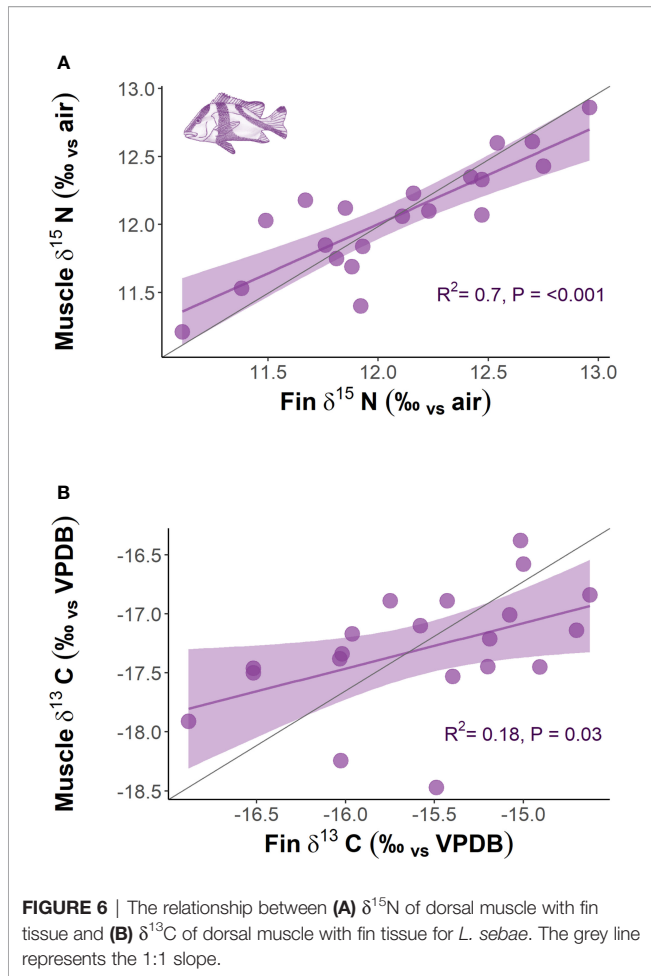 A
Muscle δ¹⁵ N (‰ vs air)
13.0
12.5
12.0
11.5
R²= 0.7, P = <0.001
11.5 12.0 12.5 13.0
Fin δ¹⁵ N (‰ vs air)
B
Muscle δ¹³ C (‰ vs VPDB)
-16.5
-17.0
-17.5
-18.0
-18.5
R²= 0.18, P = 0.03
-16.5 -16.0 -15.5 -15.0
Fin δ¹³ C (‰ vs VPDB)
FIGURE 6 | The relationship between (A) δ¹⁵N of dorsal muscle with fin
tissue and (B) δ¹³C of dorsal muscle with fin tissue for L. sebae. The grey line
represents the 1:1 slope.